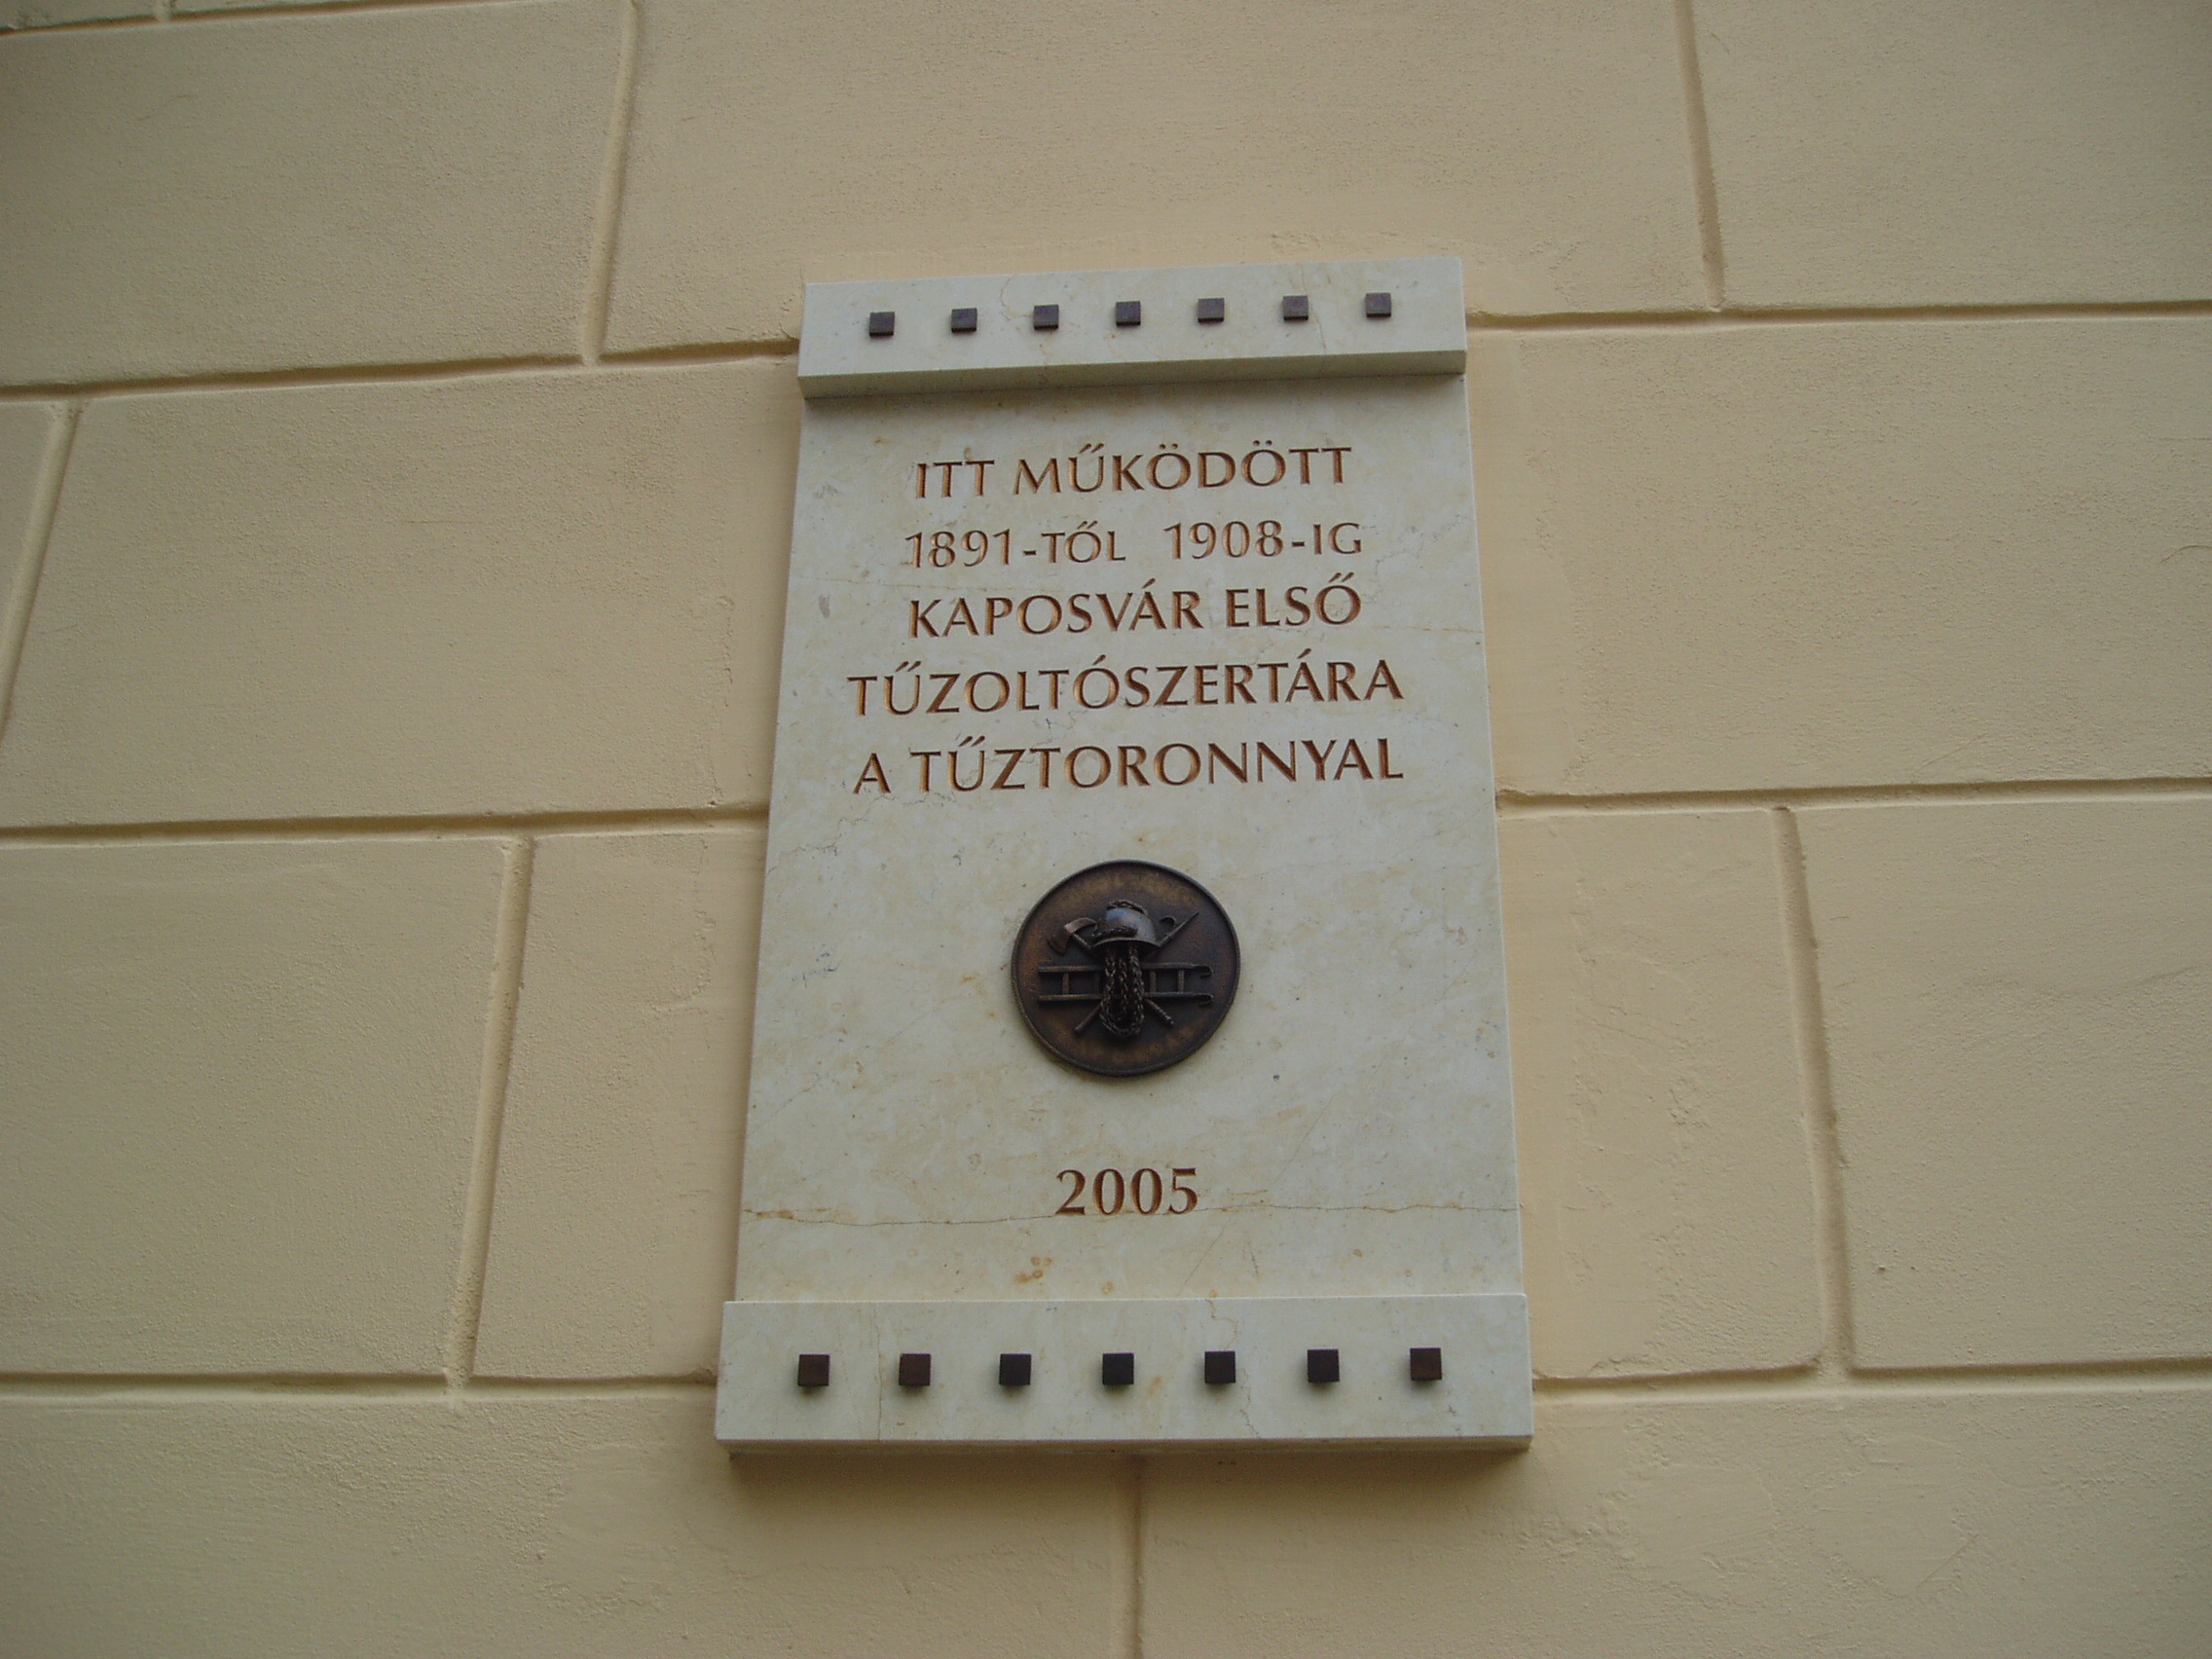 ITT MŰKÖDÖTT
1891-TŐL 1908-IG
KAPOSVÁR ELSŐ
TŰZOLTÓSZERTÁRA
A TŰZTORONNYAL
2005